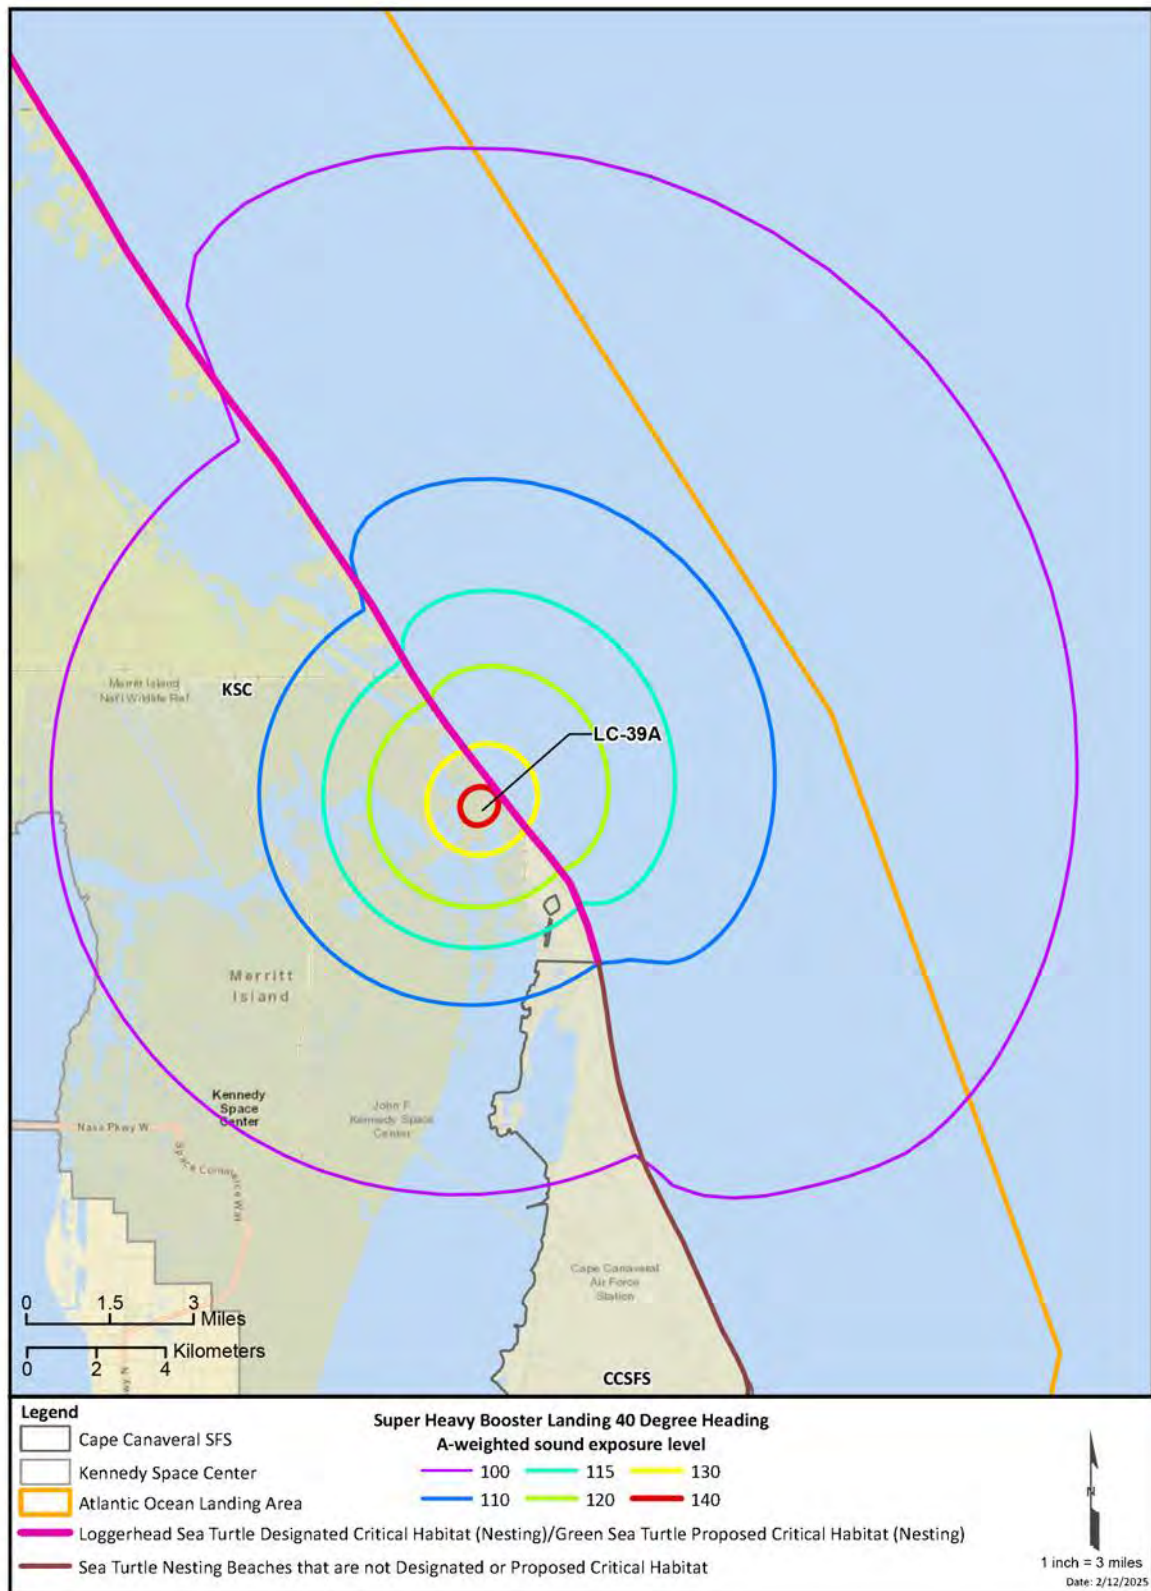 Merritt Island
Nat'l Wildlife Ref
KSC
LC-39A
Merritt
Island
Kennedy
Space
Center
John F
Kennedy Space
Center
Nasa Pkwy W
Cape Canaveral
Air Force
Station
CCSFS
0 1.5 3
Miles
Kilometers
0 2 4
Legend
Cape Canaveral SFS
Kennedy Space Center
Atlantic Ocean Landing Area
Super Heavy Booster Landing 40 Degree Heading
A-weighted sound exposure level
100 115 130
110 120 140
Loggerhead Sea Turtle Designated Critical Habitat (Nesting)/Green Sea Turtle Proposed Critical Habitat (Nesting)
Sea Turtle Nesting Beaches that are not Designated or Proposed Critical Habitat
N
1 inch = 3 miles
Date: 2/12/2025